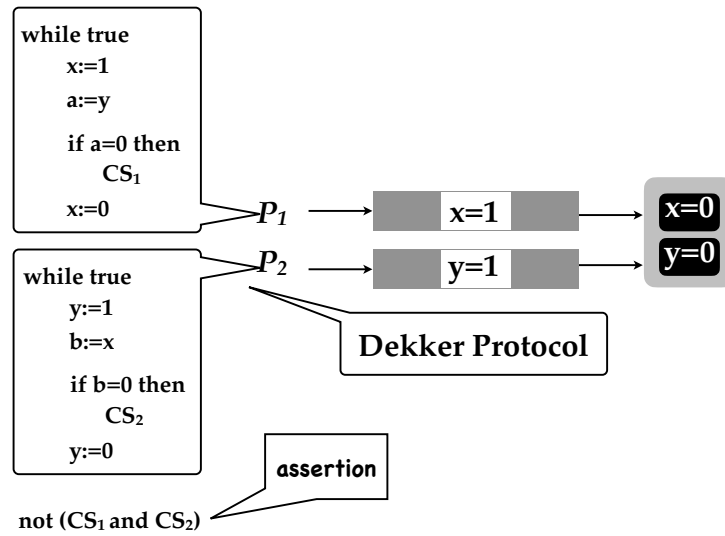 while true
x:=1
a:=y
if a=0 then
CS₁
x:=0
P₁
x=1
x=0
P₂
y=1
y=0
while true
y:=1
b:=x
if b=0 then
CS₂
y:=0
Dekker Protocol
assertion
not (CS₁ and CS₂)